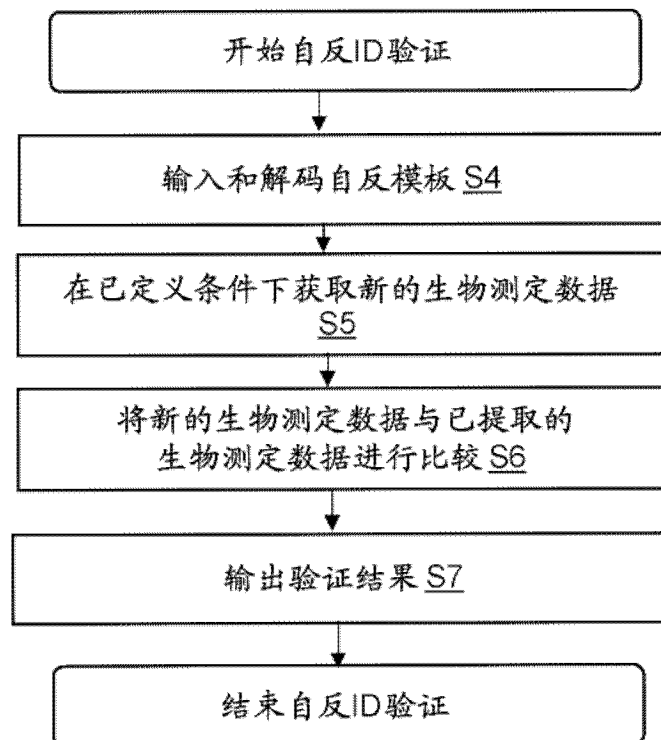 开始自反ID验证
输入和解码自反模板 S4
在已定义条件下获取新的生物测定数据
S5
将新的生物测定数据与已提取的
生物测定数据进行比较 S6
输出验证结果 S7
结束自反ID验证